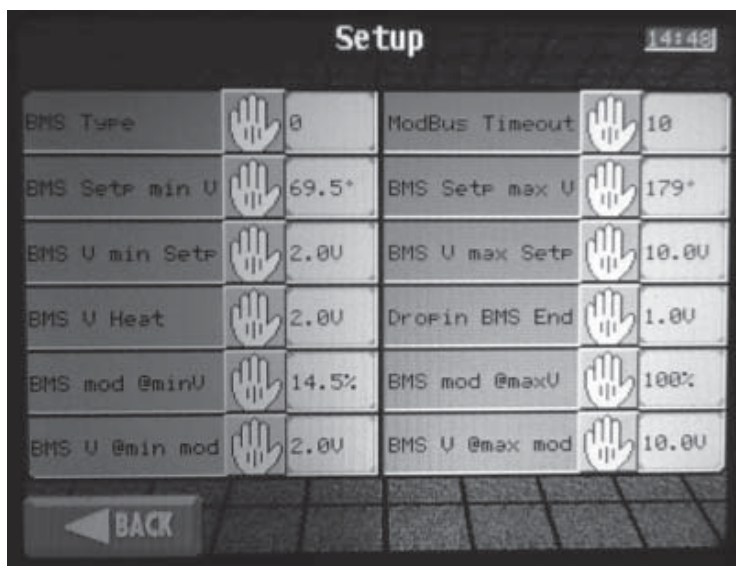 Setup
14:48
BMS Type 0 ModBus Timeout 10
BMS Setp min V 69.5° BMS Setp max V 179°
BMS V min Setp 2.0V BMS V max Setp 10.0V
BMS V Heat 2.0V Dropin BMS End 1.0V
BMS mod @minV 14.5% BMS mod @maxV 100%
BMS V @min mod 2.0V BMS V @max mod 10.0V
BACK